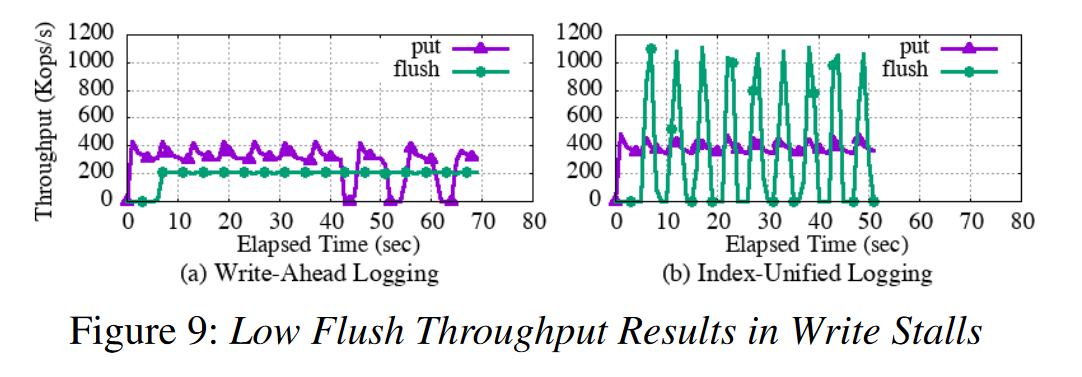 Throughput (Kops/s)
1200
1000
800
600
400
200
0
put
flush
0 10 20 30 40 50 60 70 80
Elapsed Time (sec)
(a) Write-Ahead Logging
1200
1000
800
600
400
200
0
put
flush
0 10 20 30 40 50 60 70 80
Elapsed Time (sec)
(b) Index-Unified Logging
Figure 9: Low Flush Throughput Results in Write Stalls